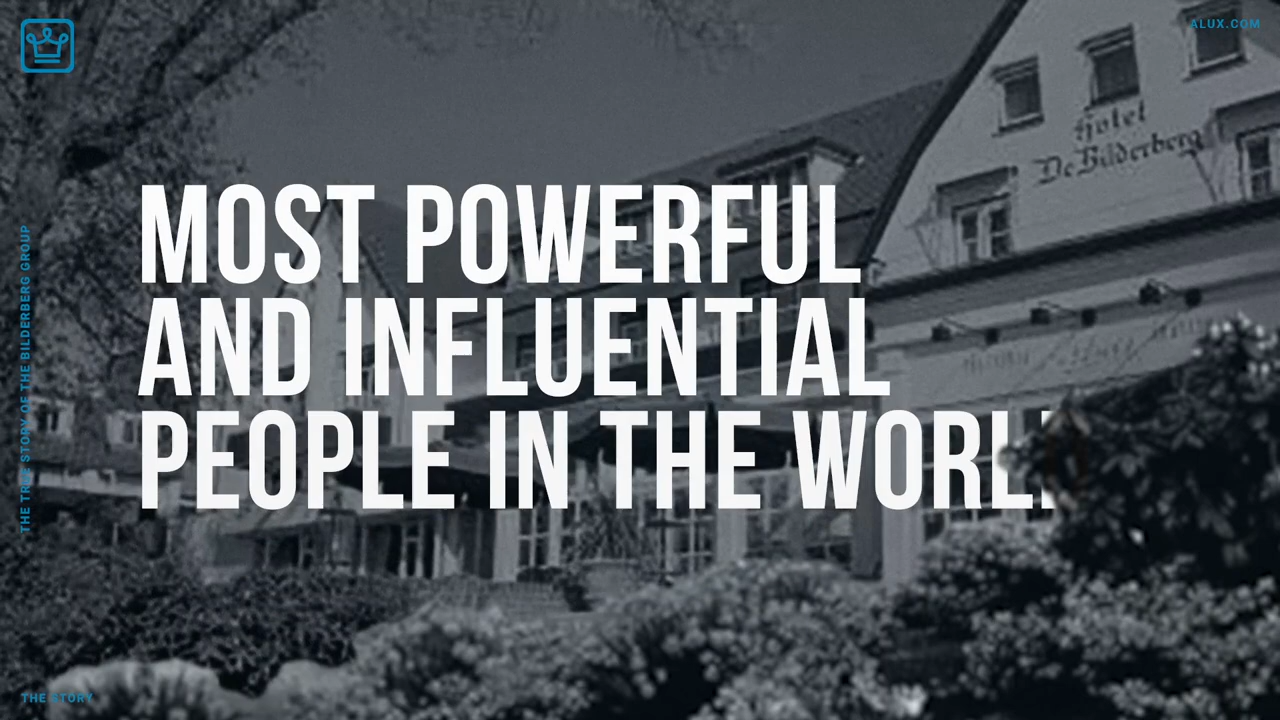 ALUX.COM
Hotel
De Bilderberg
MOST POWERFUL
AND INFLUENTIAL
PEOPLE IN THE WORL
THE TRUE STORY OF THE BILDERBERG GROUP
THE STORY